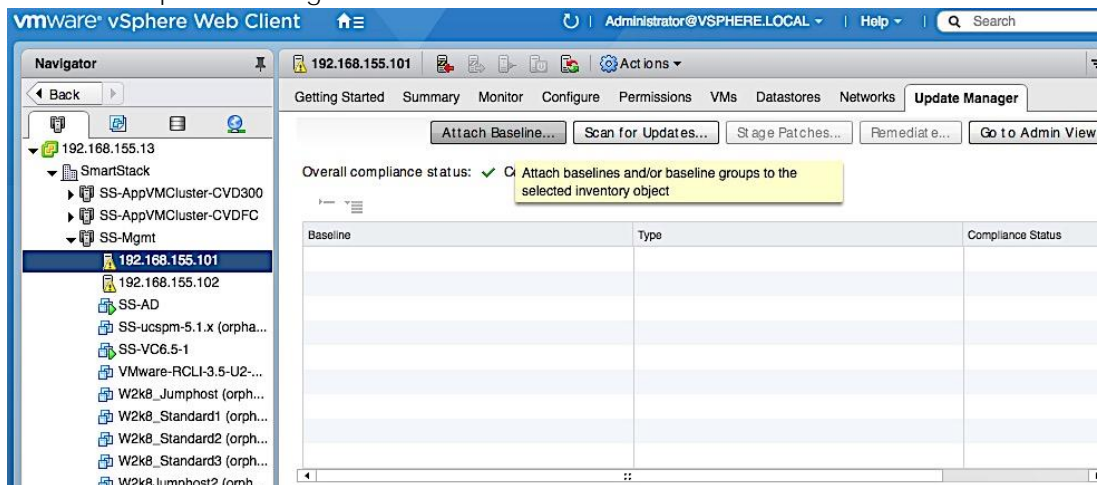 vmware® vSphere Web Client
Administrator@VSPHERE.LOCAL
Help
Search
Navigator
192.168.155.101
Actions
Back
Getting Started Summary Monitor Configure Permissions VMs Datastores Networks Update Manager
Attach Baseline... Scan for Updates... Stage Patches... Remediate... Go to Admin View
192.168.155.13
SmartStack
SS-AppVMCluster-CVD300
SS-AppVMCluster-CVDFC
SS-Mgmt
192.168.155.101
192.168.155.102
SS-AD
SS-ucspm-5.1.x (orpha...
SS-VC6.5-1
VMware-RCLI-3.5-U2-...
W2k8_Jumphost (orph...
W2k8_Standard1 (orph...
W2k8_Standard2 (orph...
W2k8_Standard3 (orph...
W2k8Jumphost2 (orph
Overall compliance status:
Attach baselines and/or baseline groups to the
selected inventory object
Baseline Type Compliance Status